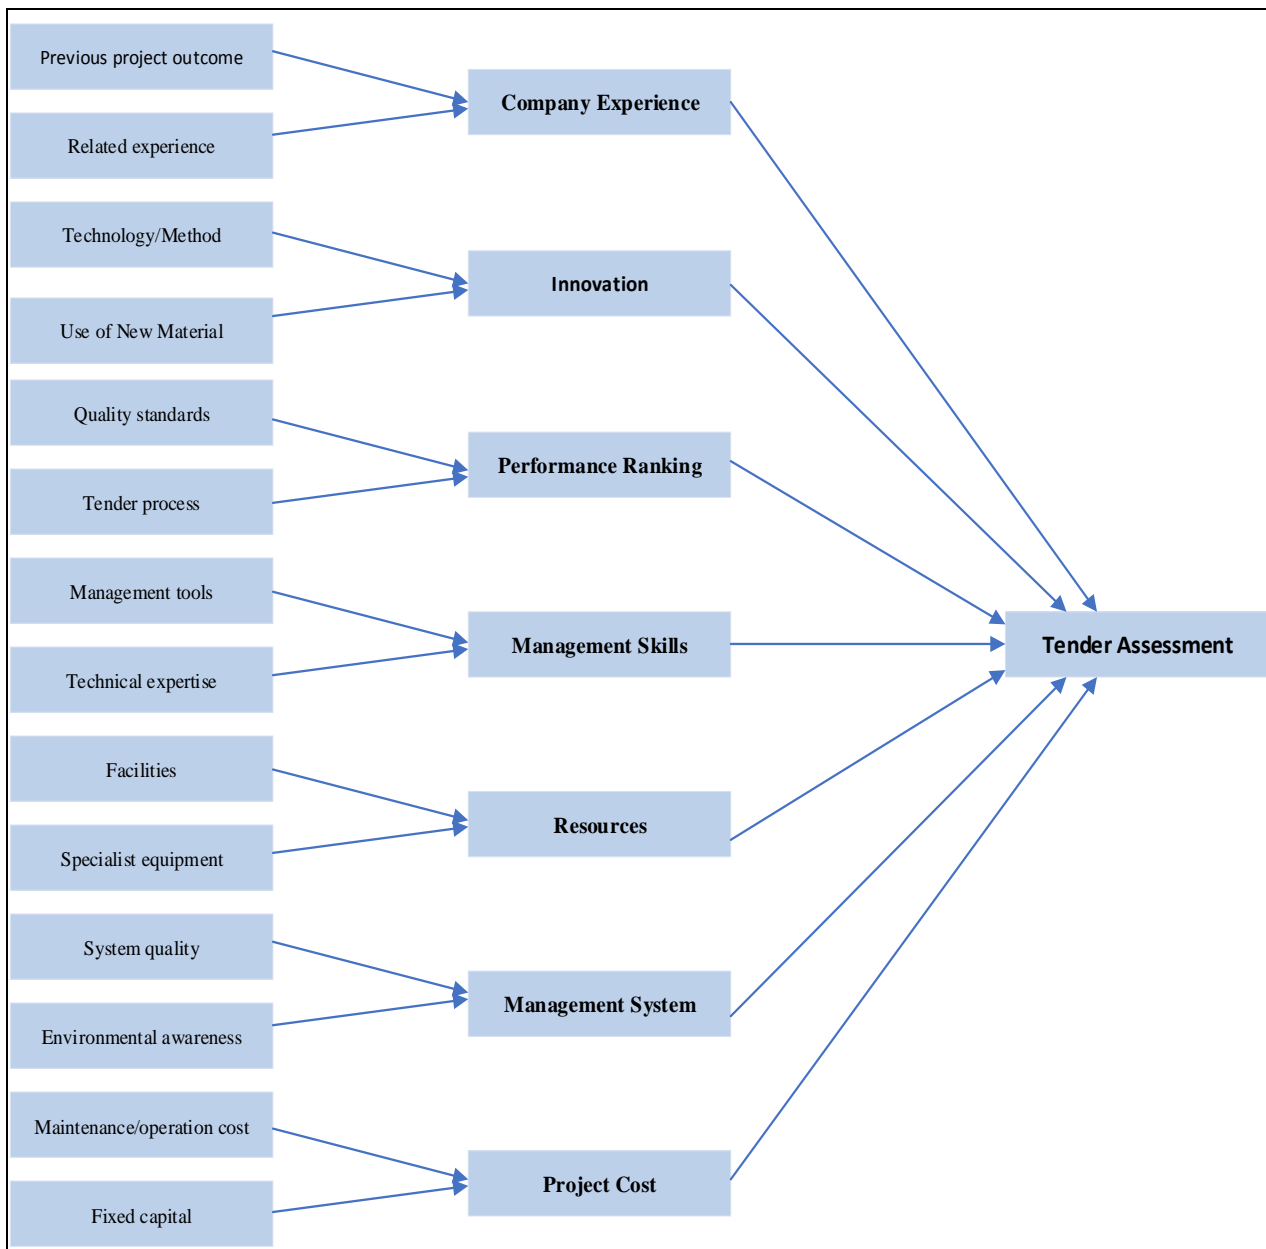 Previous project outcome
Related experience
Technology/Method
Use of New Material
Quality standards
Tender process
Management tools
Technical expertise
Facilities
Specialist equipment
System quality
Environmental awareness
Maintenance/operation cost
Fixed capital
Company Experience
Innovation
Performance Ranking
Management Skills
Resources
Management System
Project Cost
Tender Assessment